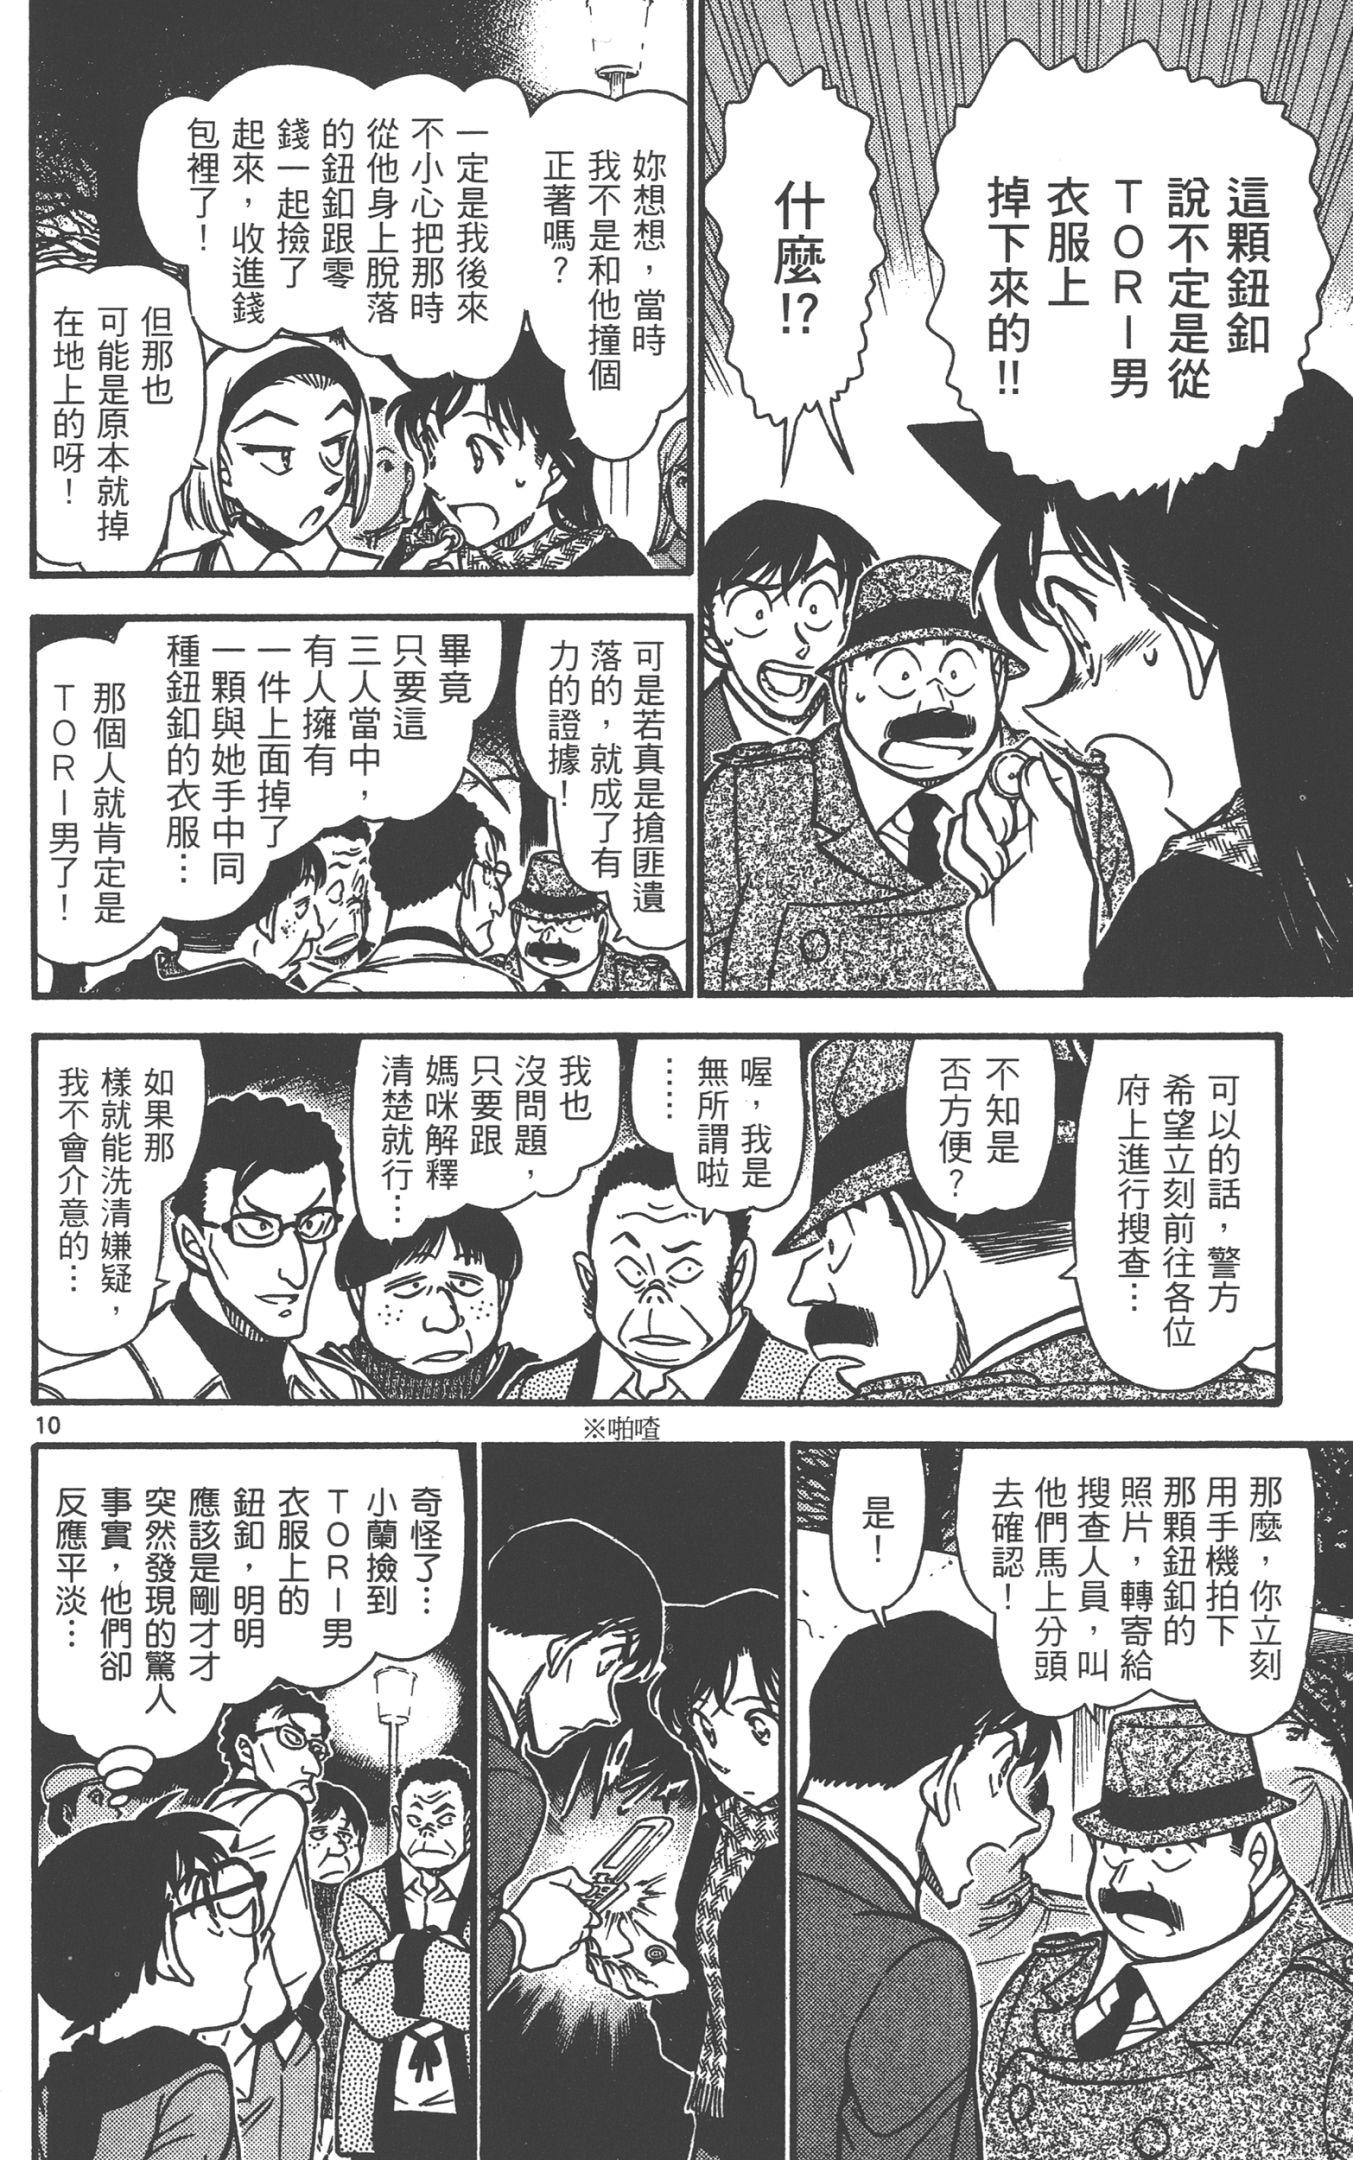 這顆鈕釦
說不定是從
ＴＯＲＩ男
衣服上
掉下來的!!
什麼!?
妳想想，當時
我不是和他撞個
正著嗎？
一定是我後來
不小心把那時
從他身上脫落
的鈕釦跟零
錢一起撿了
起來，收進錢
包裡了！
但那也
可能是原本就掉
在地上的呀！
可是若真是搶匪遺
落的，就成了有
力的證據！
畢竟
只要這
三人當中，
有人擁有
一件上面掉了
一顆與她手中同
種鈕釦的衣服…
那個人就肯定是
ＴＯＲＩ男了！
可以的話，警方
希望立刻前往各位
府上進行搜查…
不知是
否方便？
喔，我是
無所謂啦
……
我也
沒問題，
只要跟
媽咪解釋
清楚就行…
如果那
樣就能洗清嫌疑，
我不會介意的…
10
※啪喳
那麼，你立刻
用手機拍下
那顆鈕釦的
照片，轉寄給
搜查人員，叫
他們馬上分頭
去確認！
是！
奇怪了…
小蘭撿到
ＴＯＲＩ男
衣服上的
鈕釦，明明
應該是剛才才
突然發現的驚人
事實，他們卻
反應平淡…